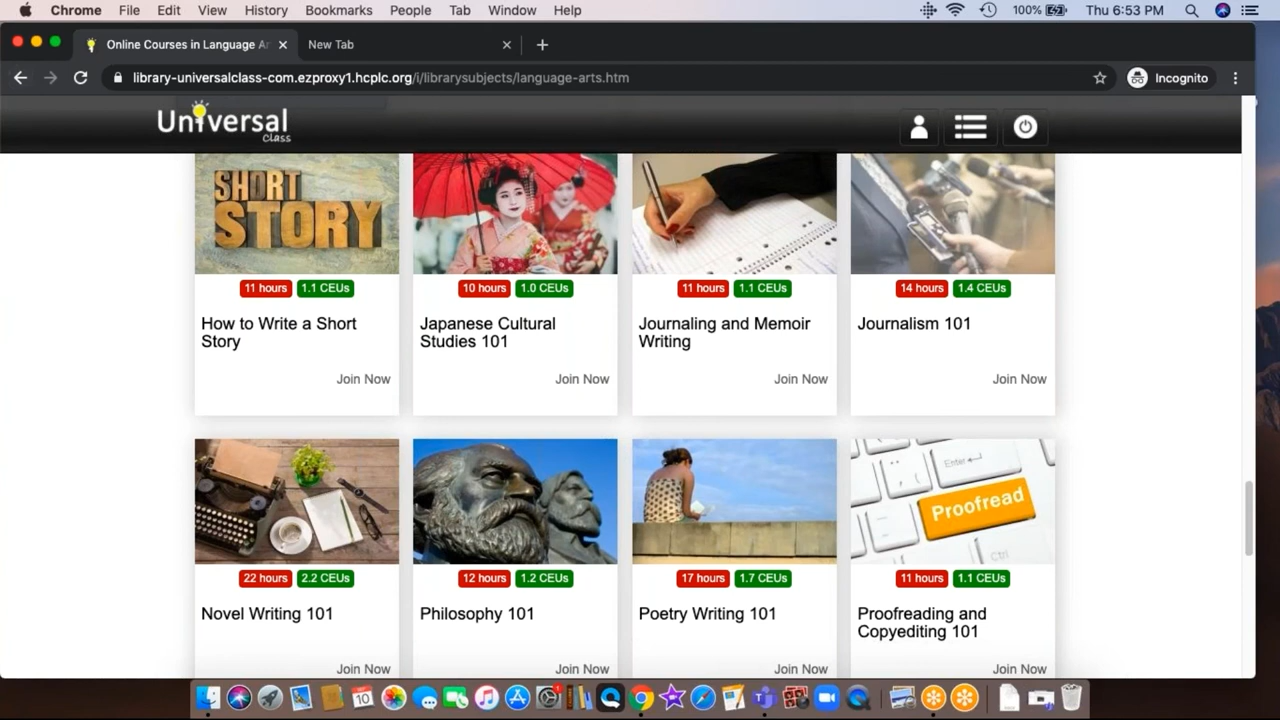 Chrome File Edit View History Bookmarks People Tab Window Help 100% Thu 6:53 PM
Online Courses in Language Ar New Tab
library-universalclass-com.ezproxy1.hcplc.org/i/librarysubjects/language-arts.htm Incognito
Universal
Class
SHORT
STORY
11 hours 1.1 CEUs
How to Write a Short
Story
Join Now
10 hours 1.0 CEUs
Japanese Cultural
Studies 101
Join Now
11 hours 1.1 CEUs
Journaling and Memoir
Writing
Join Now
14 hours 1.4 CEUs
Journalism 101
Join Now
22 hours 2.2 CEUs
Novel Writing 101
Join Now
12 hours 1.2 CEUs
Philosophy 101
Join Now
17 hours 1.7 CEUs
Poetry Writing 101
Join Now
Enter
Proofread
Ctrl
11 hours 1.1 CEUs
Proofreading and
Copyediting 101
Join Now
10